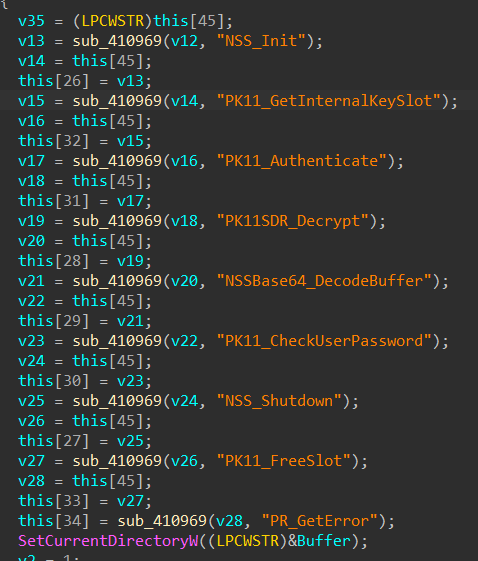 {
v35 = (LPCWSTR)this[45];
v13 = sub_410969(v12, "NSS_Init");
v14 = this[45];
this[26] = v13;
v15 = sub_410969(v14, "PK11_GetInternalKeySlot");
v16 = this[45];
this[32] = v15;
v17 = sub_410969(v16, "PK11_Authenticate");
v18 = this[45];
this[31] = v17;
v19 = sub_410969(v18, "PK11SDR_Decrypt");
v20 = this[45];
this[28] = v19;
v21 = sub_410969(v20, "NSSBase64_DecodeBuffer");
v22 = this[45];
this[29] = v21;
v23 = sub_410969(v22, "PK11_CheckUserPassword");
v24 = this[45];
this[30] = v23;
v25 = sub_410969(v24, "NSS_Shutdown");
v26 = this[45];
this[27] = v25;
v27 = sub_410969(v26, "PK11_FreeSlot");
v28 = this[45];
this[33] = v27;
this[34] = sub_410969(v28, "PR_GetError");
SetCurrentDirectoryW((LPCWSTR)&Buffer);
v2 = 1;